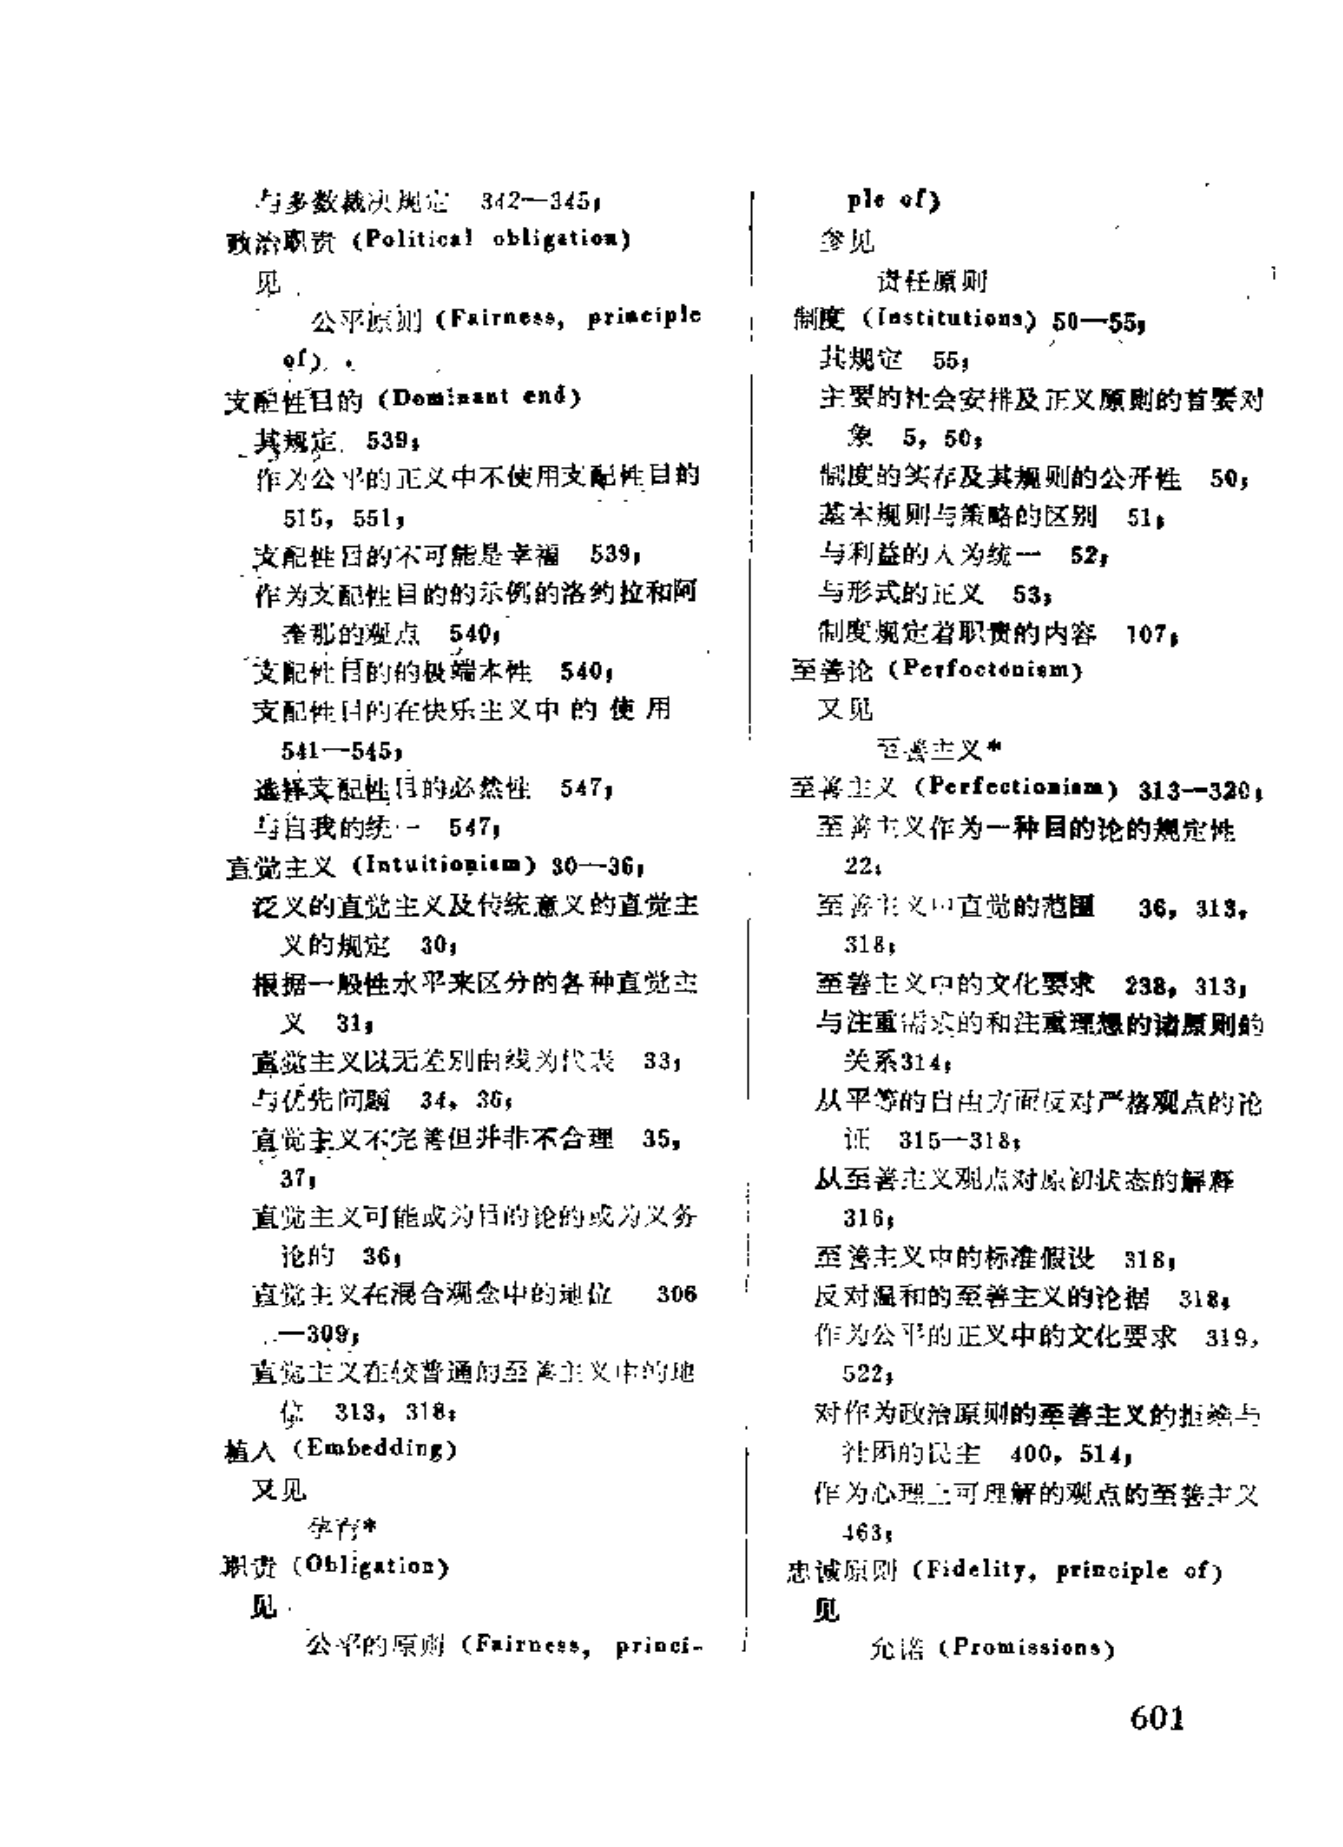 与多数裁决规定 342—345;
政治职责 (Political obligation)
见
公平原则 (Fairness, principle
of)
支配性目的 (Dominant end)
其规定 539;
作为公平的正义中不使用支配性目的
515, 551;
支配性目的不可能是幸福 539;
作为支配性目的的示例的洛约拉和阿
奎那的观点 540;
支配性目的的极端本性 540;
支配性目的在快乐主义中的使用
541—545;
选择支配性目的必然性 547;
与自我的统一 547;
直觉主义 (Intuitionism) 30—36;
泛义的直觉主义及传统意义的直觉主
义的规定 30;
根据一般性水平来区分的各种直觉主
义 31;
直觉主义以无差别曲线为代表 33;
与优先问题 34, 36;
直觉主义不完善但并非不合理 35,
37;
直觉主义可能成为目的论的或为义务
论的 36;
直觉主义在混合观念中的地位 306
—309;
直觉主义在较普通的至善主义中的地
位 313, 318;
植入 (Embedding)
又见
孕育*
职责 (Obligation)
见
公平的原则 (Fairness, princi-
ple of)
参见
责任原则
制度 (Institutions) 50—55;
其规定 55;
主要的社会安排及正义原则的首要对
象 5, 50;
制度的实存及其规则的公开性 50;
基本规则与策略的区别 51;
与利益的人为统一 52;
与形式的正义 53;
制度规定着职责的内容 107;
至善论 (Perfoctonism)
又见
至善主义*
至善主义 (Perfectionism) 313—320;
至善主义作为一种目的论的规定性
22;
至善主义中直觉的范围 36, 313,
318;
至善主义中的文化要求 238, 313;
与注重需求的和注重理想的诸原则的
关系314;
从平等的自由方面反对严格观点的论
证 315—318;
从至善主义观点对原初状态的解释
316;
至善主义中的标准假设 318;
反对温和的至善主义的论据 318;
作为公平的正义中的文化要求 319,
522;
对作为政治原则的至善主义的拒绝与
社团的民主 400, 514;
作为心理上可理解的观点的至善主义
463;
忠诚原则 (Fidelity, principle of)
见
允诺 (Promissions)
601